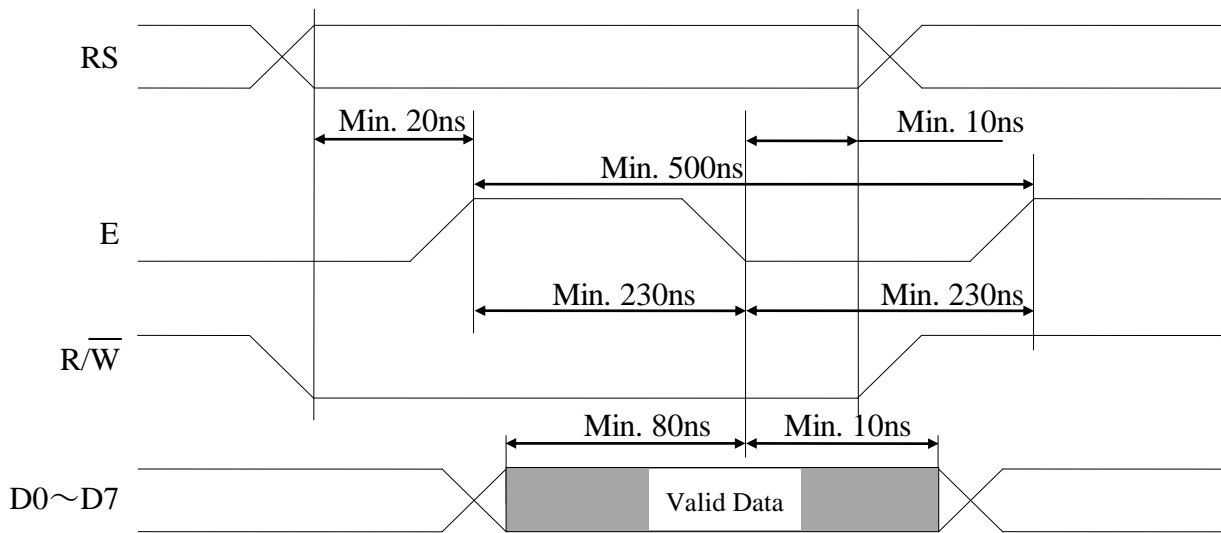 RS
Min. 20ns
Min. 10ns
Min. 500ns
E
Min. 230ns
Min. 230ns
R/W̅
Min. 80ns
Min. 10ns
D0～D7
Valid Data